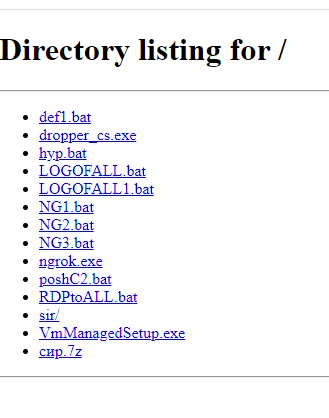 Directory listing for /
def1.bat
dropper_cs.exe
hyp.bat
LOGOFALL.bat
LOGOFALL1.bat
NG1.bat
NG2.bat
NG3.bat
ngrok.exe
poshC2.bat
RDPtoALL.bat
sir/
VmManagedSetup.exe
сир.7z